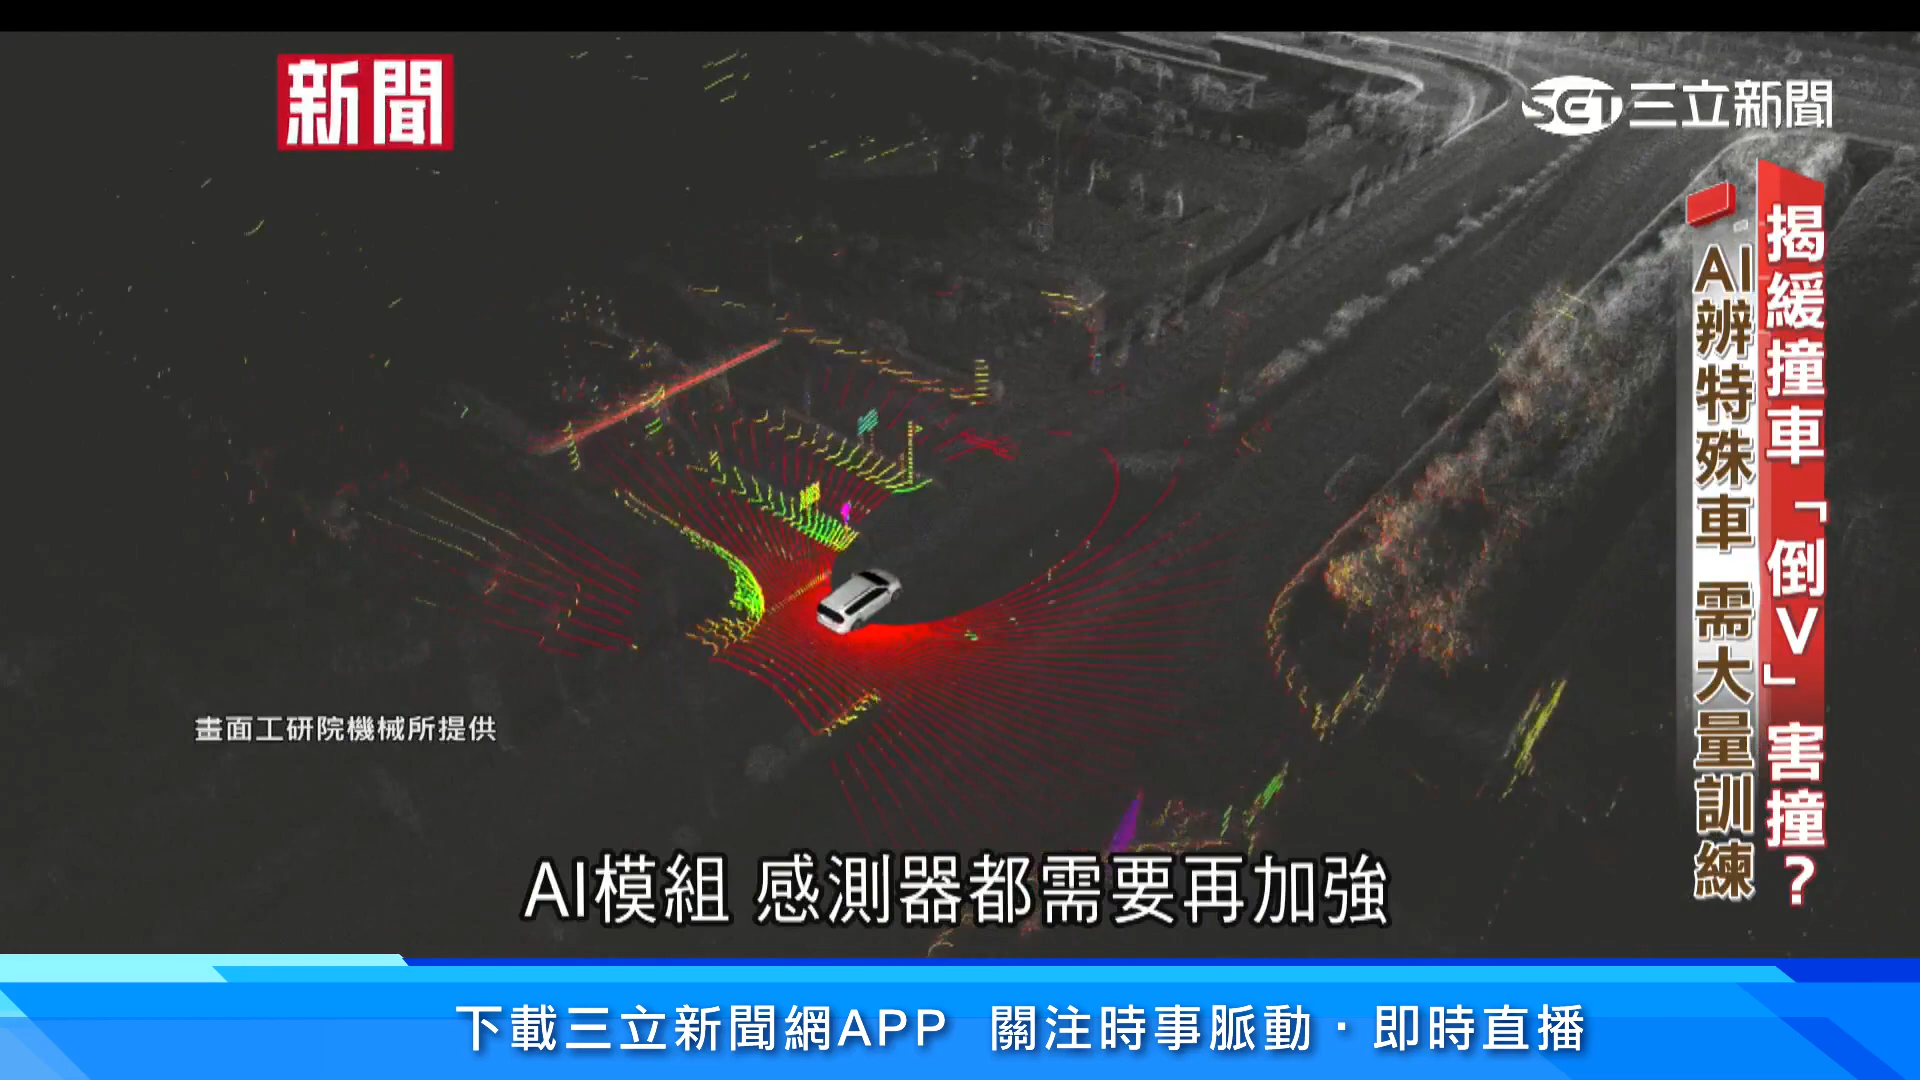 新聞
SET三立新聞
揭緩撞車「倒V」害撞?
AI辨特殊車 需大量訓練
畫面工研院機械所提供
AI模組 感測器都需要再加強
下載三立新聞網APP 關注時事脈動・即時直播